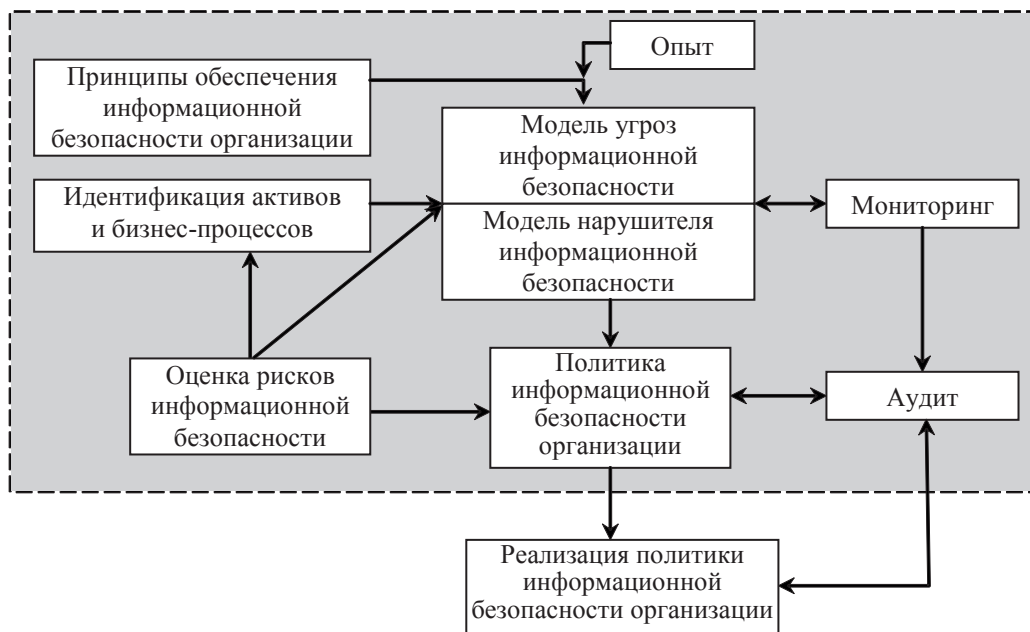 Опыт
Принципы обеспечения
информационной
безопасности организации
Модель угроз
информационной
безопасности
Идентификация активов
и бизнес-процессов
Модель нарушителя
информационной
безопасности
Мониторинг
Оценка рисков
информационной
безопасности
Политика
информационной
безопасности
организации
Аудит
Реализация политики
информационной
безопасности организации